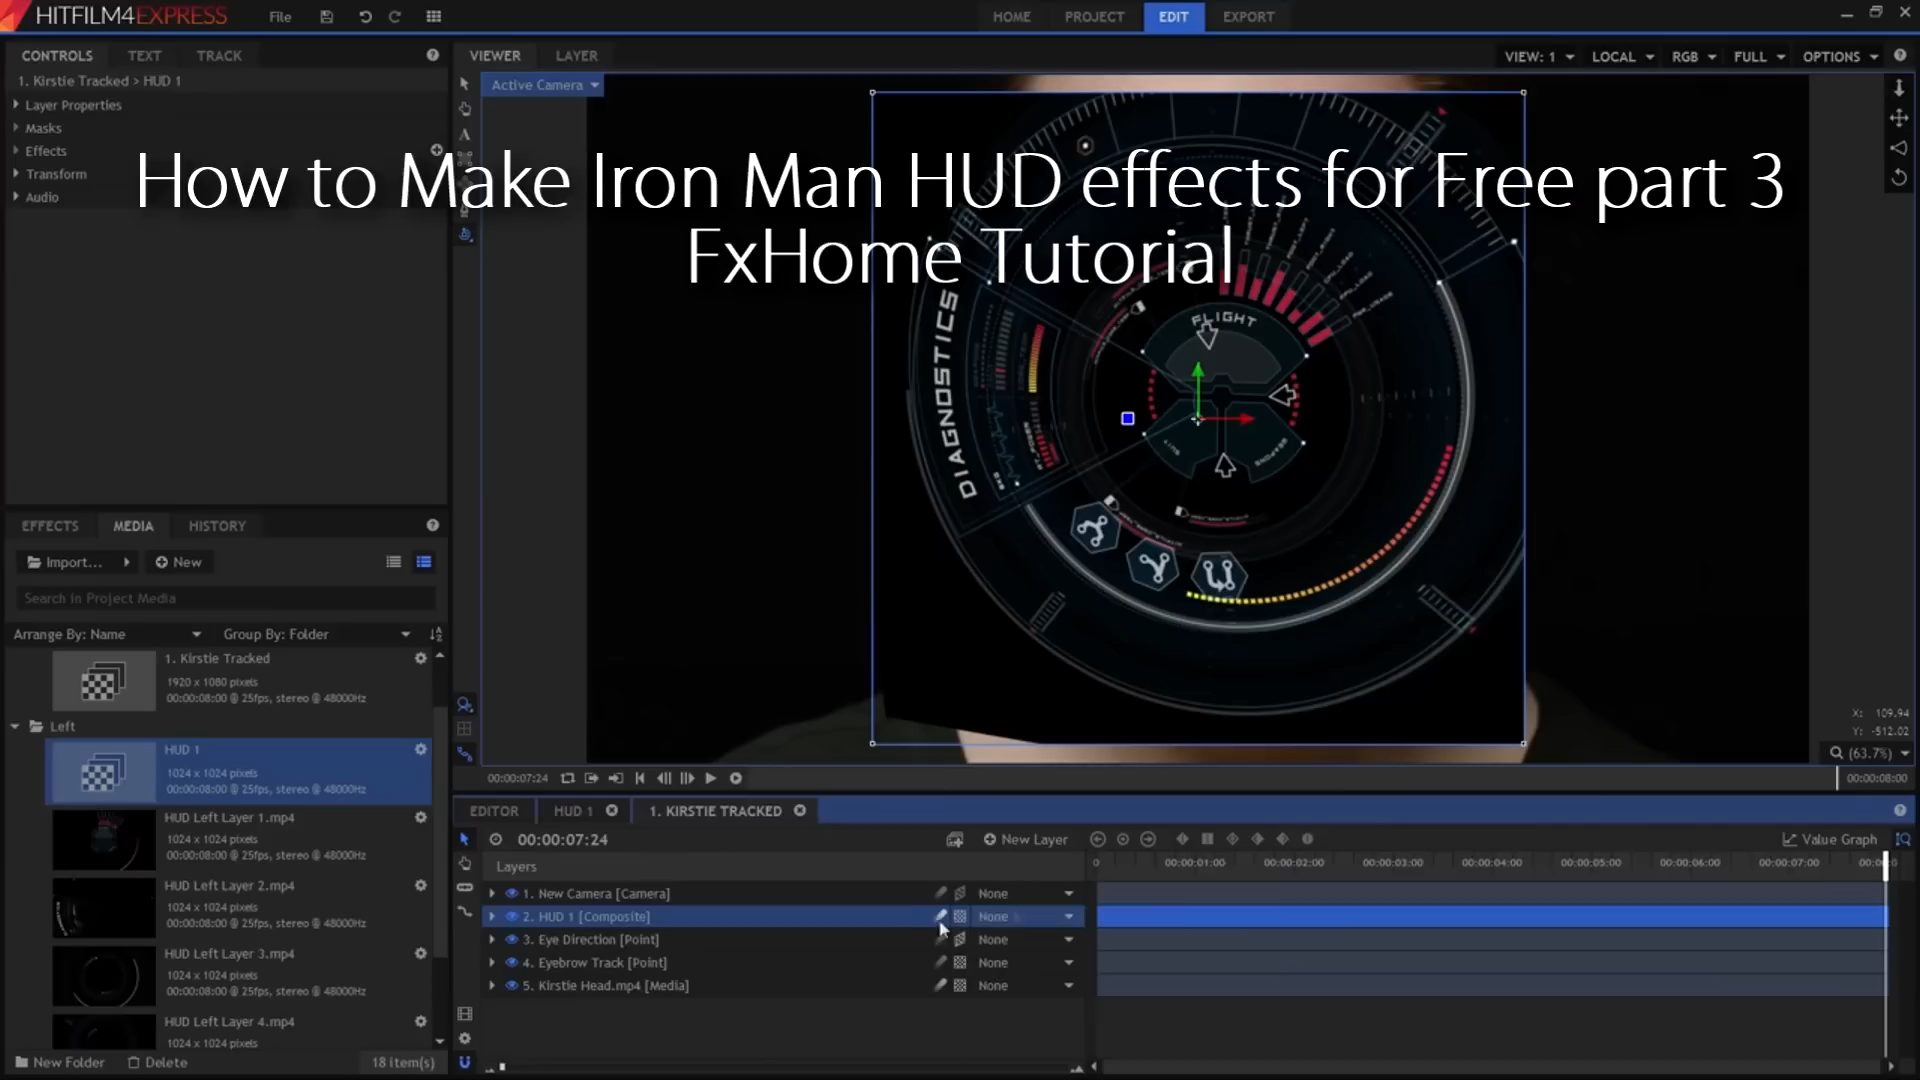 HITFILM4EXPRESS
File
HOME
PROJECT
EDIT
EXPORT
CONTROLS
TEXT
TRACK
1. Kirstie Tracked > HUD 1
Layer Properties
Masks
Effects
Transform
Audio
VIEWER
LAYER
VIEW: 1
LOCAL
RGB
FULL
OPTIONS
Active Camera
How to Make Iron Man HUD effects for Free part 3
FxHome Tutorial
DIAGNOSTICS
FLIGHT
CPU_LOAD
SUIT
WEAPONS
X: 109.94
Y: -512.02
(63.7%)
00:00:07:24
00:00:08:00
EFFECTS
MEDIA
HISTORY
Import...
New
Search in Project Media
Arrange By: Name
Group By: Folder
1. Kirstie Tracked
1920 x 1080 pixels
00:00:08:00 @ 25fps, stereo @ 48000Hz
Left
HUD 1
1024 x 1024 pixels
00:00:08:00 @ 25fps, stereo @ 48000Hz
HUD Left Layer 1.mp4
1024 x 1024 pixels
00:00:08:00 @ 25fps, stereo @ 48000Hz
HUD Left Layer 2.mp4
1024 x 1024 pixels
00:00:08:00 @ 25fps, stereo @ 48000Hz
HUD Left Layer 3.mp4
1024 x 1024 pixels
00:00:08:00 @ 25fps, stereo @ 48000Hz
HUD Left Layer 4.mp4
1024 x 1024 pixels
New Folder
Delete
18 item(s)
EDITOR
HUD 1
1. KIRSTIE TRACKED
00:00:07:24
New Layer
Value Graph
Layers
0
00:00:01:00
00:00:02:00
00:00:03:00
00:00:04:00
00:00:05:00
00:00:06:00
00:00:07:00
1. New Camera [Camera]
None
2. HUD 1 [Composite]
None
3. Eye Direction [Point]
None
4. Eyebrow Track [Point]
None
5. Kirstie Head.mp4 [Media]
None